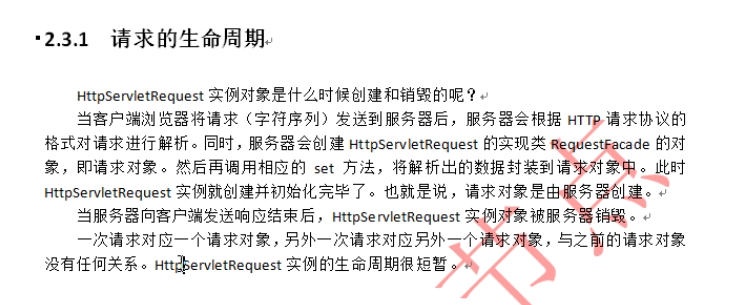 2.3.1 请求的生命周期
HttpServletRequest 实例对象是什么时候创建和销毁的呢？
当客户端浏览器将请求（字符序列）发送到服务器后，服务器会根据 HTTP 请求协议的
格式对请求进行解析。同时，服务器会创建 HttpServletRequest 的实现类 RequestFacade 的对
象，即请求对象。然后再调用相应的 set 方法，将解析出的数据封装到请求对象中。此时
HttpServletRequest 实例就创建并初始化完毕了。也就是说，请求对象是由服务器创建。
当服务器向客户端发送响应结束后，HttpServletRequest 实例对象被服务器销毁。
一次请求对应一个请求对象，另外一次请求对应另外一个请求对象，与之前的请求对象
没有任何关系。HttpServletRequest 实例的生命周期很短暂。
节点